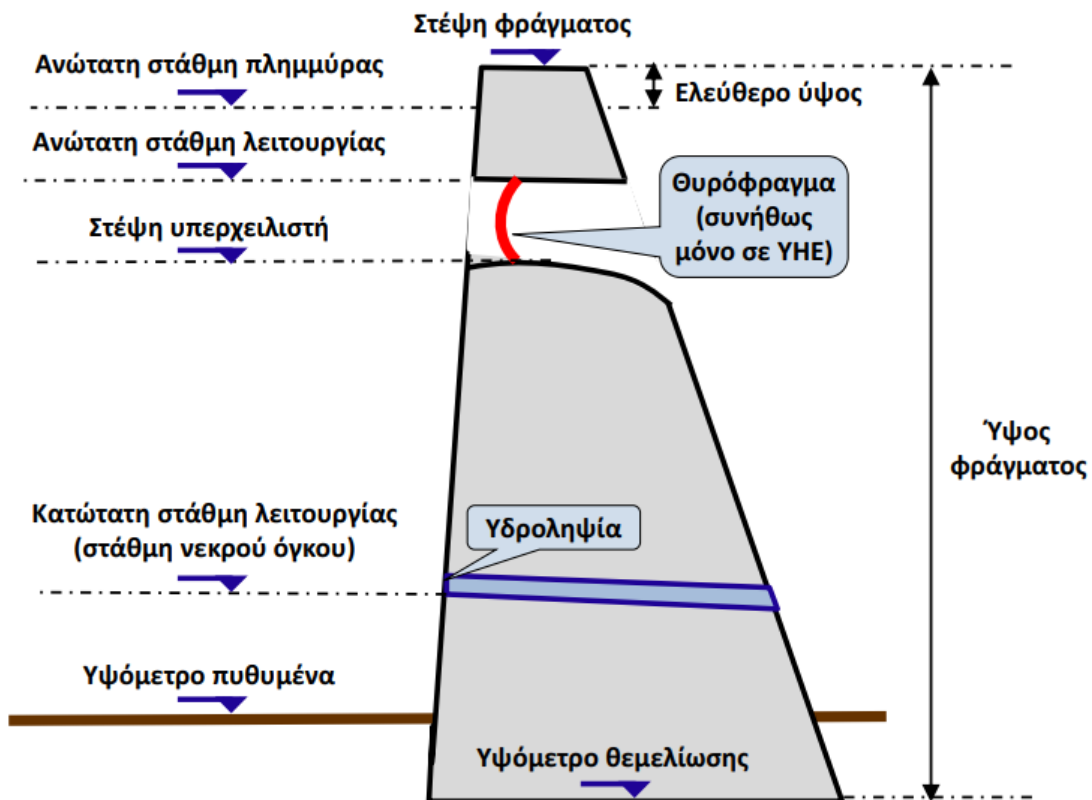 Στέψη φράγματος
Ανώτατη στάθμη πλημμύρας
Ελεύθερο ύψος
Ανώτατη στάθμη λειτουργίας
Θυρόφραγμα
(συνήθως
μόνο σε ΥΗΕ)
Στέψη υπερχειλιστή
Ύψος
φράγματος
Κατώτατη στάθμη λειτουργίας
(στάθμη νεκρού όγκου)
Υδροληψία
Υψόμετρο πυθυμένα
Υψόμετρο θεμελίωσης